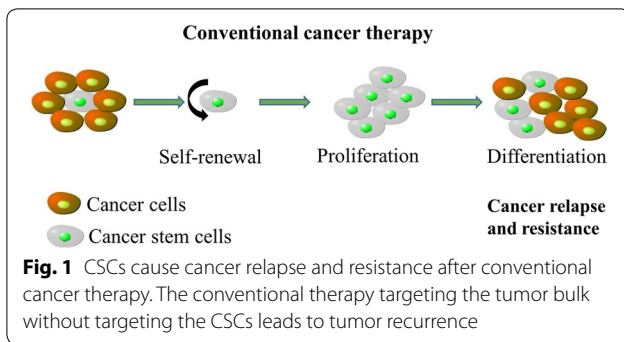 Conventional cancer therapy
Self-renewal
Proliferation
Differentiation
Cancer cells
Cancer stem cells
Cancer relapse
and resistance
Fig. 1 CSCs cause cancer relapse and resistance after conventional
cancer therapy. The conventional therapy targeting the tumor bulk
without targeting the CSCs leads to tumor recurrence